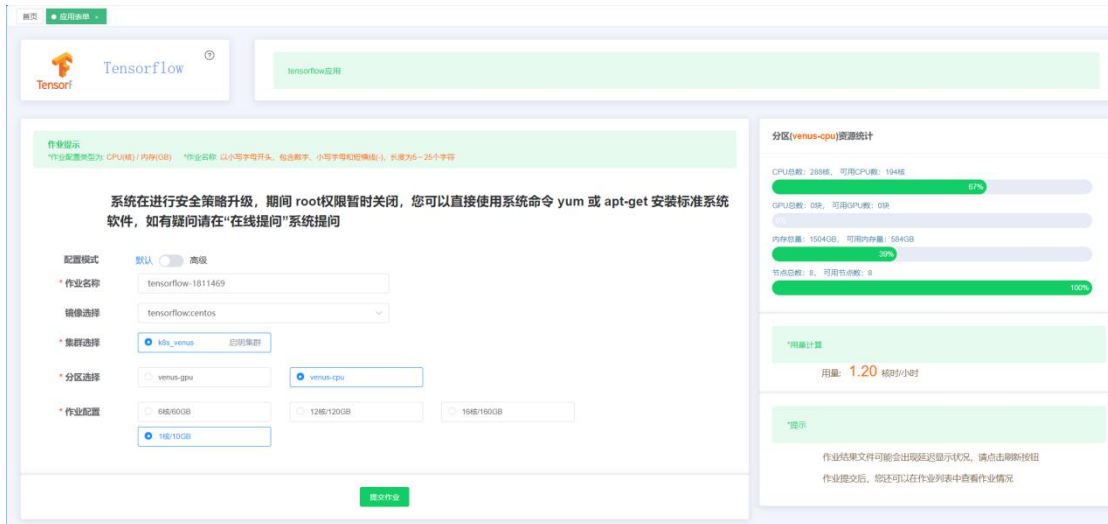 首页 ● 应用表单 ×
Tensorflow
Tensorf
tensorflow应用
作业提示
*作业配置类型为: CPU(核) / 内存(GB) *作业名称: 以小写字母开头、包含数字、小写字母和短横线(-)、长度为5~25个字符
系统在进行安全策略升级，期间 root权限暂时关闭，您可以直接使用系统命令 yum 或 apt-get 安装标准系统
软件，如有疑问请在“在线提问”系统提问
配置模式 默认 高级
* 作业名称 tensorflow-1811469
镜像选择 tensorflow:centos
* 集群选择 k8s_venus 启明集群
* 分区选择 venus-gpu venus-cpu
* 作业配置 6核/60GB 12核/120GB 16核/160GB
1核/10GB
提交作业
分区(venus-cpu)资源统计
CPU总数: 288核, 可用CPU数: 194核
67%
GPU总数: 0块, 可用GPU数: 0块
内存总量: 1504GB, 可用内存量: 584GB
39%
节点总数: 8, 可用节点数: 8
100%
*用量计算
用量: 1.20 核时/小时
*提示
作业结果文件可能会出现延迟显示状况，请点击刷新按钮
作业提交后，您还可以在作业列表中查看作业情况